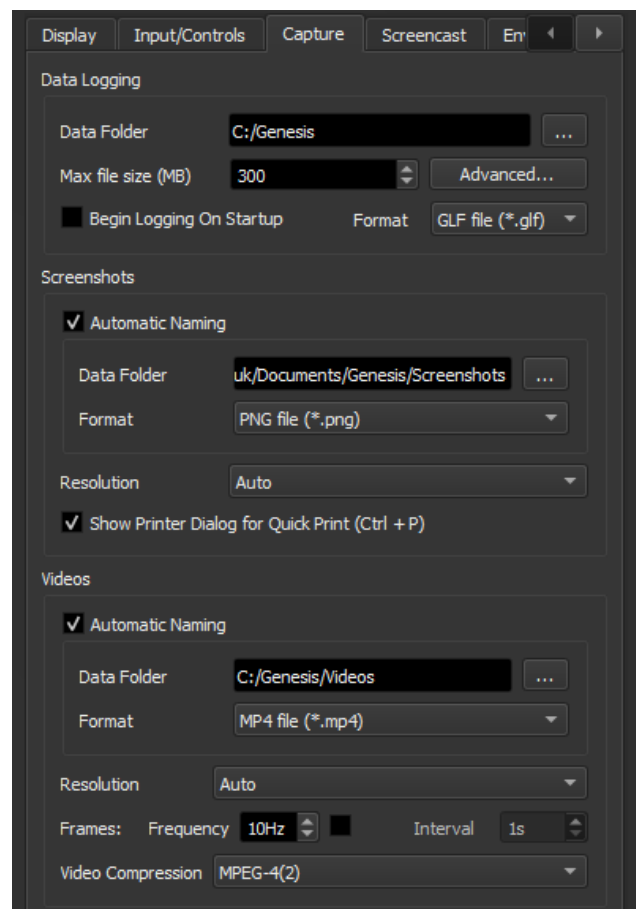 Display Input/Controls Capture Screencast
Data Logging
Data Folder C:/Genesis ...
Max file size (MB) 300 Advanced...
Begin Logging On Startup Format GLF file (*.glf)
Screenshots
Automatic Naming
Data Folder uk/Documents/Genesis/Screenshots ...
Format PNG file (*.png)
Resolution Auto
Show Printer Dialog for Quick Print (Ctrl + P)
Videos
Automatic Naming
Data Folder C:/Genesis/Videos ...
Format MP4 file (*.mp4)
Resolution Auto
Frames: Frequency 10Hz Interval 1s
Video Compression MPEG-4(2)